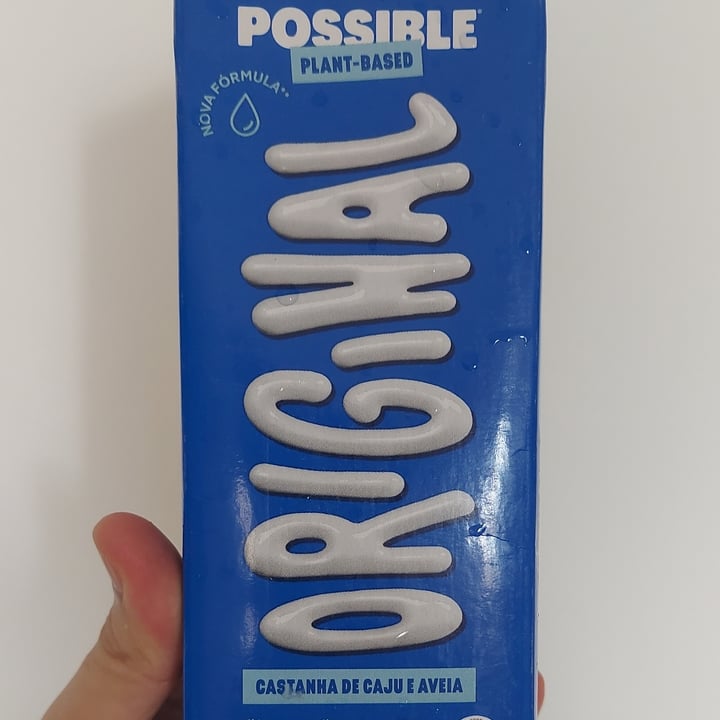 POSSIBLE®
PLANT-BASED
NOVA FÓRMULA**
ORIGINAL
CASTANHA DE CAJU E AVEIA